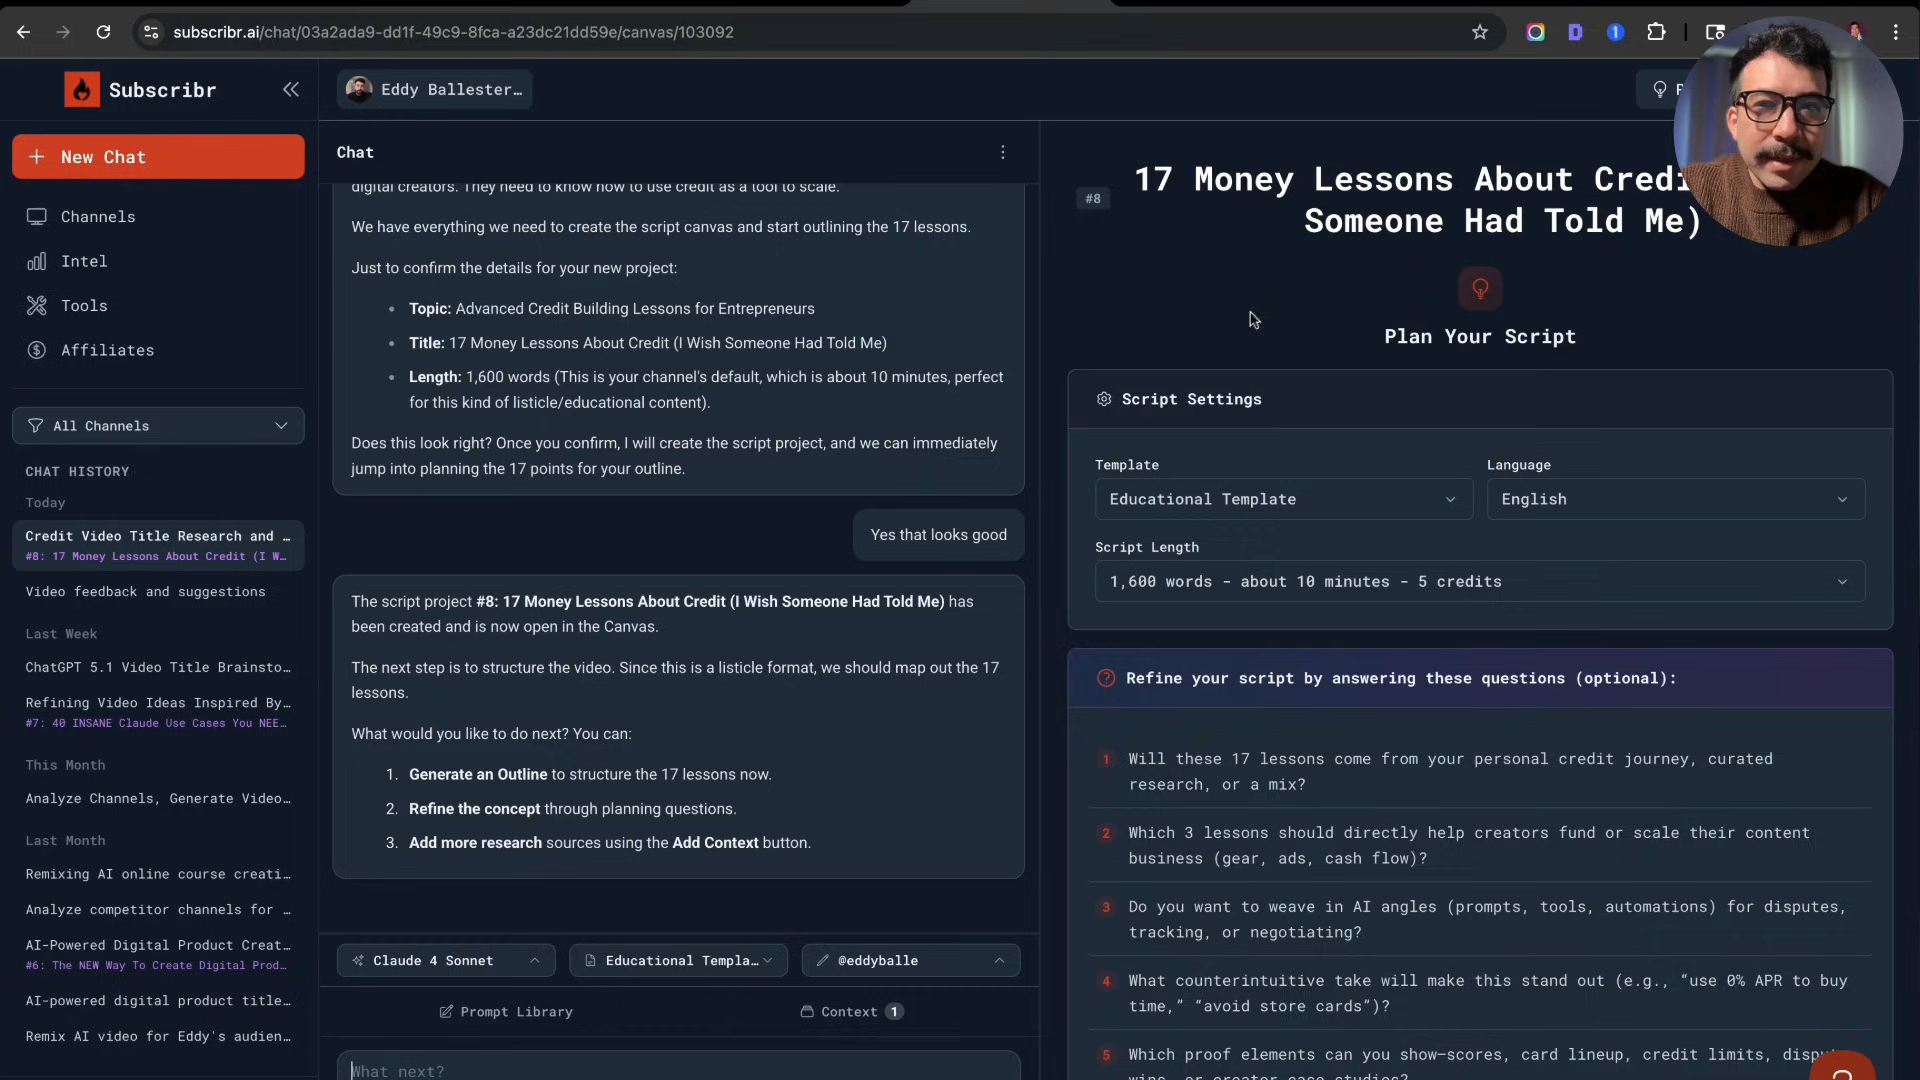 subscribr.ai/chat/03a2ada9-dd1f-49c9-8fca-a23dc21dd59e/canvas/103092
Subscribr
New Chat
Channels
Intel
Tools
Affiliates
All Channels
CHAT HISTORY
Today
Credit Video Title Research and …
#8: 17 Money Lessons About Credit (I W…
Video feedback and suggestions
Last Week
ChatGPT 5.1 Video Title Brainsto…
Refining Video Ideas Inspired By…
#7: 40 INSANE Claude Use Cases You NEE…
This Month
Analyze Channels, Generate Video…
Last Month
Remixing AI online course creati…
Analyze competitor channels for …
AI-Powered Digital Product Creat…
#6: The NEW Way To Create Digital Prod…
AI-powered digital product title…
Remix AI video for Eddy's audien…
Eddy Ballester…
Chat
digital creators. They need to know how to use credit as a tool to scale.
We have everything we need to create the script canvas and start outlining the 17 lessons.
Just to confirm the details for your new project:
• Topic: Advanced Credit Building Lessons for Entrepreneurs
• Title: 17 Money Lessons About Credit (I Wish Someone Had Told Me)
• Length: 1,600 words (This is your channel's default, which is about 10 minutes, perfect
for this kind of listicle/educational content).
Does this look right? Once you confirm, I will create the script project, and we can immediately
jump into planning the 17 points for your outline.
Yes that looks good
The script project #8: 17 Money Lessons About Credit (I Wish Someone Had Told Me) has
been created and is now open in the Canvas.
The next step is to structure the video. Since this is a listicle format, we should map out the 17
lessons.
What would you like to do next? You can:
1. Generate an Outline to structure the 17 lessons now.
2. Refine the concept through planning questions.
3. Add more research sources using the Add Context button.
Claude 4 Sonnet
Educational Templa…
@eddyballe
Prompt Library
Context 1
What next?
#8
17 Money Lessons About Credi
Someone Had Told Me)
Plan Your Script
Script Settings
Template
Language
Educational Template
English
Script Length
1,600 words - about 10 minutes - 5 credits
Refine your script by answering these questions (optional):
1 Will these 17 lessons come from your personal credit journey, curated
research, or a mix?
2 Which 3 lessons should directly help creators fund or scale their content
business (gear, ads, cash flow)?
3 Do you want to weave in AI angles (prompts, tools, automations) for disputes,
tracking, or negotiating?
4 What counterintuitive take will make this stand out (e.g., “use 0% APR to buy
time,” “avoid store cards”)?
5 Which proof elements can you show—scores, card lineup, credit limits,
wins, or creator case studies?